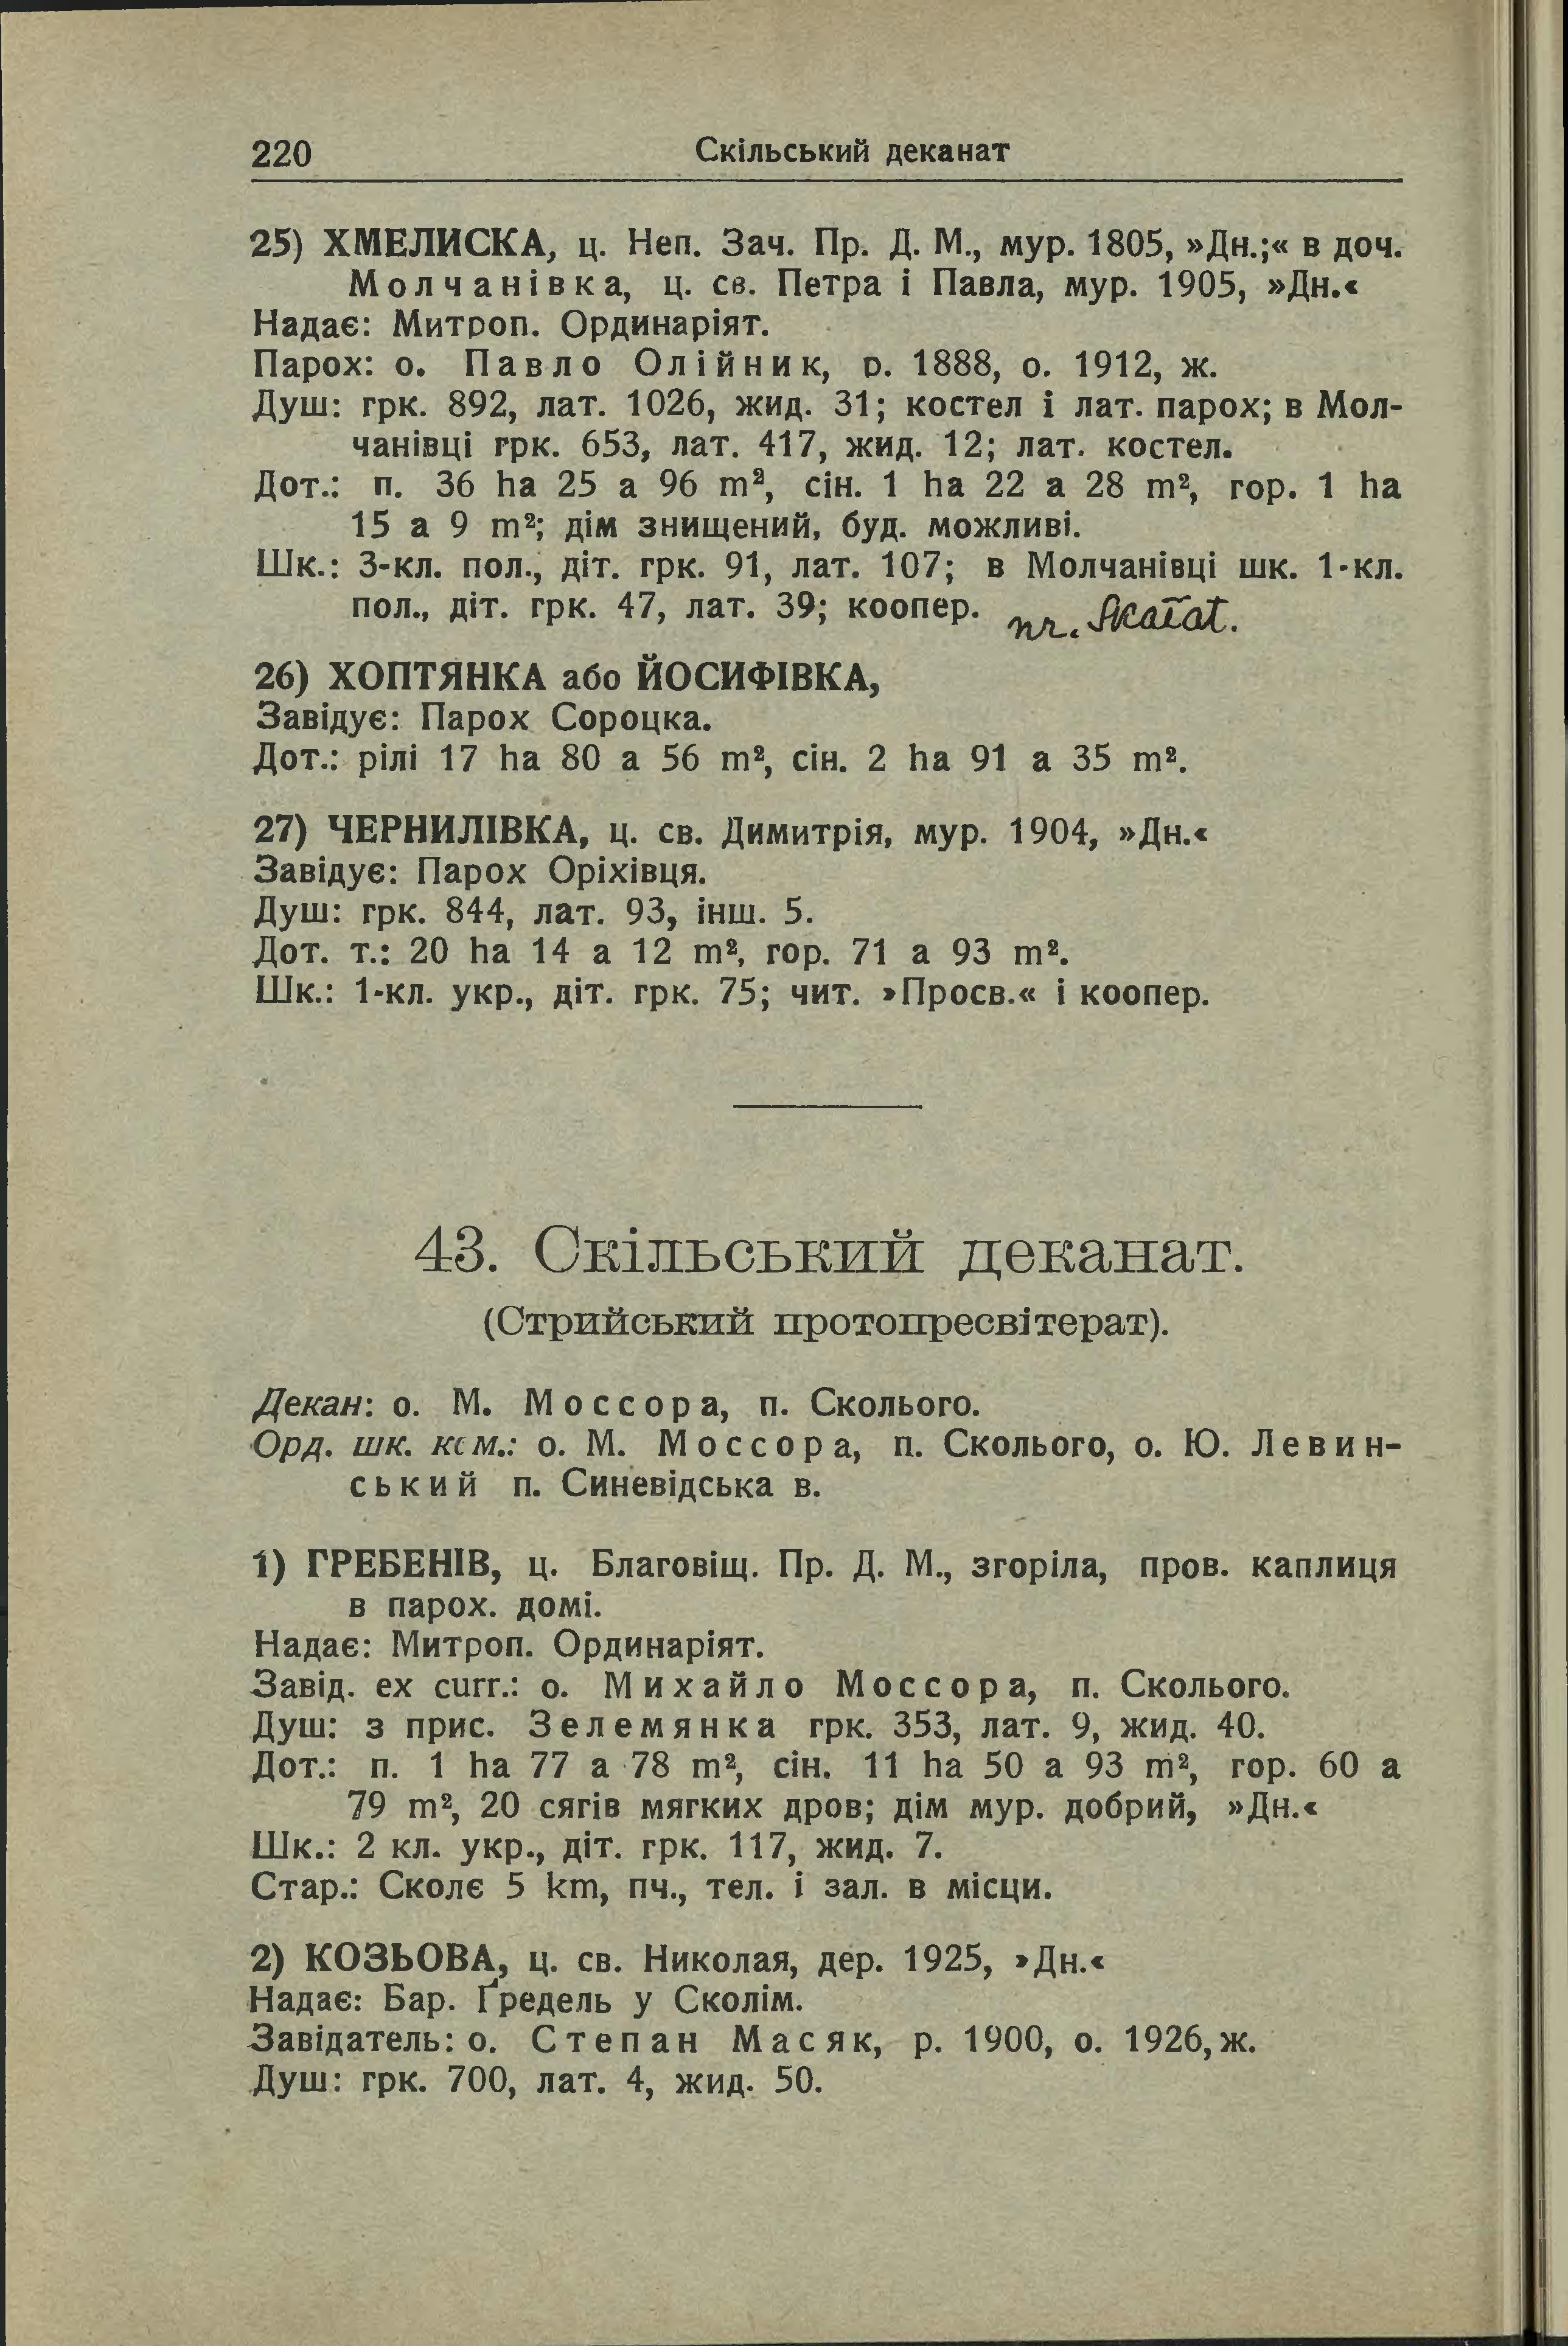 220 Скільський деканат
25) ХМЕЛИСКА, ц. Неп. Зач. Пр. Д. М., мур. 1805, »Дн.;« в доч.
Молчанівка, ц. св. Петра і Павла, мур. 1905, »Дн.«
Надає: Митроп. Ординаріят.
Парох: о. Павло Олійник, р. 1888, о. 1912, ж.
Душ: грк. 892, лат. 1026, жид. 31; костел і лат. парох; в Мол-
чанівці грк. 653, лат. 417, жид. 12; лат. костел.
Дот.: п. 36 ha 25 a 96 m², сін. 1 ha 22 a 28 m², гор. 1 ha
15 a 9 m²; дім знищений, буд. можливі.
Шк.: 3-кл. пол., діт. грк. 91, лат. 107; в Молчанівці шк. 1-кл.
пол., діт. грк. 47, лат. 39; коопер. nr. Skałat.
26) ХОПТЯНКА або ЙОСИФІВКА,
Завідує: Парох Сороцка.
Дот.: рілі 17 ha 80 a 56 m², сін. 2 ha 91 a 35 m².
27) ЧЕРНИЛІВКА, ц. св. Димитрія, мур. 1904, »Дн.«
Завідує: Парох Оріхівця.
Душ: грк. 844, лат. 93, інш. 5.
Дот. т.: 20 ha 14 a 12 m², гор. 71 a 93 m².
Шк.: 1-кл. укр., діт. грк. 75; чит. »Просв.« і коопер.
43. Скільський деканат.
(Стрийський протопресвітерат).
Декан: о. М. Моссора, п. Сколього.
Орд. шк. ком.: о. М. Моссора, п. Сколього, о. Ю. Левин-
ський п. Синевідська в.
1) ГРЕБЕНІВ, ц. Благовіщ. Пр. Д. М., згоріла, пров. каплиця
в парох. домі.
Надає: Митроп. Ординаріят.
Завід. ex curr.: о. Михайло Моссора, п. Сколього.
Душ: з прис. Зелемянка грк. 353, лат. 9, жид. 40.
Дот.: п. 1 ha 77 a 78 m², сін. 11 ha 50 a 93 m², гор. 60 a
79 m², 20 сягів мягких дров; дім мур. добрий, »Дн.«
Шк.: 2 кл. укр., діт. грк. 117, жид. 7.
Стар.: Сколє 5 km, пч., тел. і зал. в місци.
2) КОЗЬОВА, ц. св. Николая, дер. 1925, »Дн.«
Надає: Бар. Ґредель у Сколім.
Завідатель: о. Степан Масяк, р. 1900, о. 1926, ж.
Душ: грк. 700, лат. 4, жид. 50.